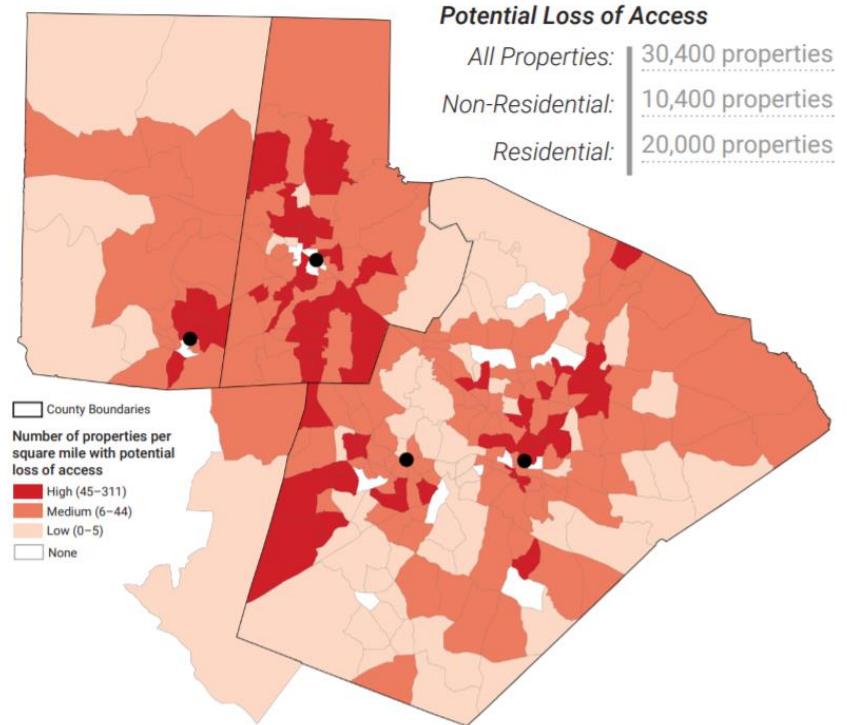 Potential Loss of Access
All Properties: 30,400 properties
Non-Residential: 10,400 properties
Residential: 20,000 properties
County Boundaries
Number of properties per
square mile with potential
loss of access
High (45–311)
Medium (6–44)
Low (0–5)
None